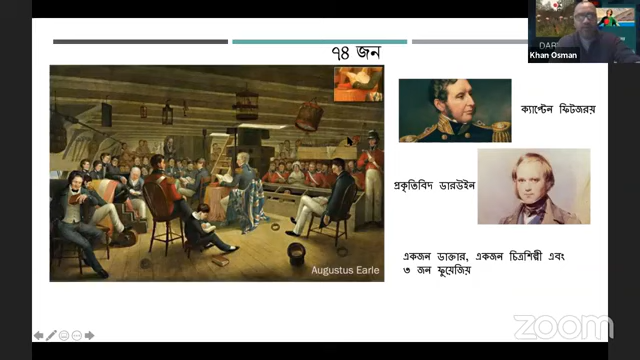 ৭৪ জন
DAR
Khan Osman
ক্যাপ্টেন ফিটজরয়
প্রকৃতিবিদ ডারউইন
Augustus Earle
একজন ডাক্তার, একজন চিত্রশিল্পী এবং
৩ জন ফুয়েজিয়
zoom